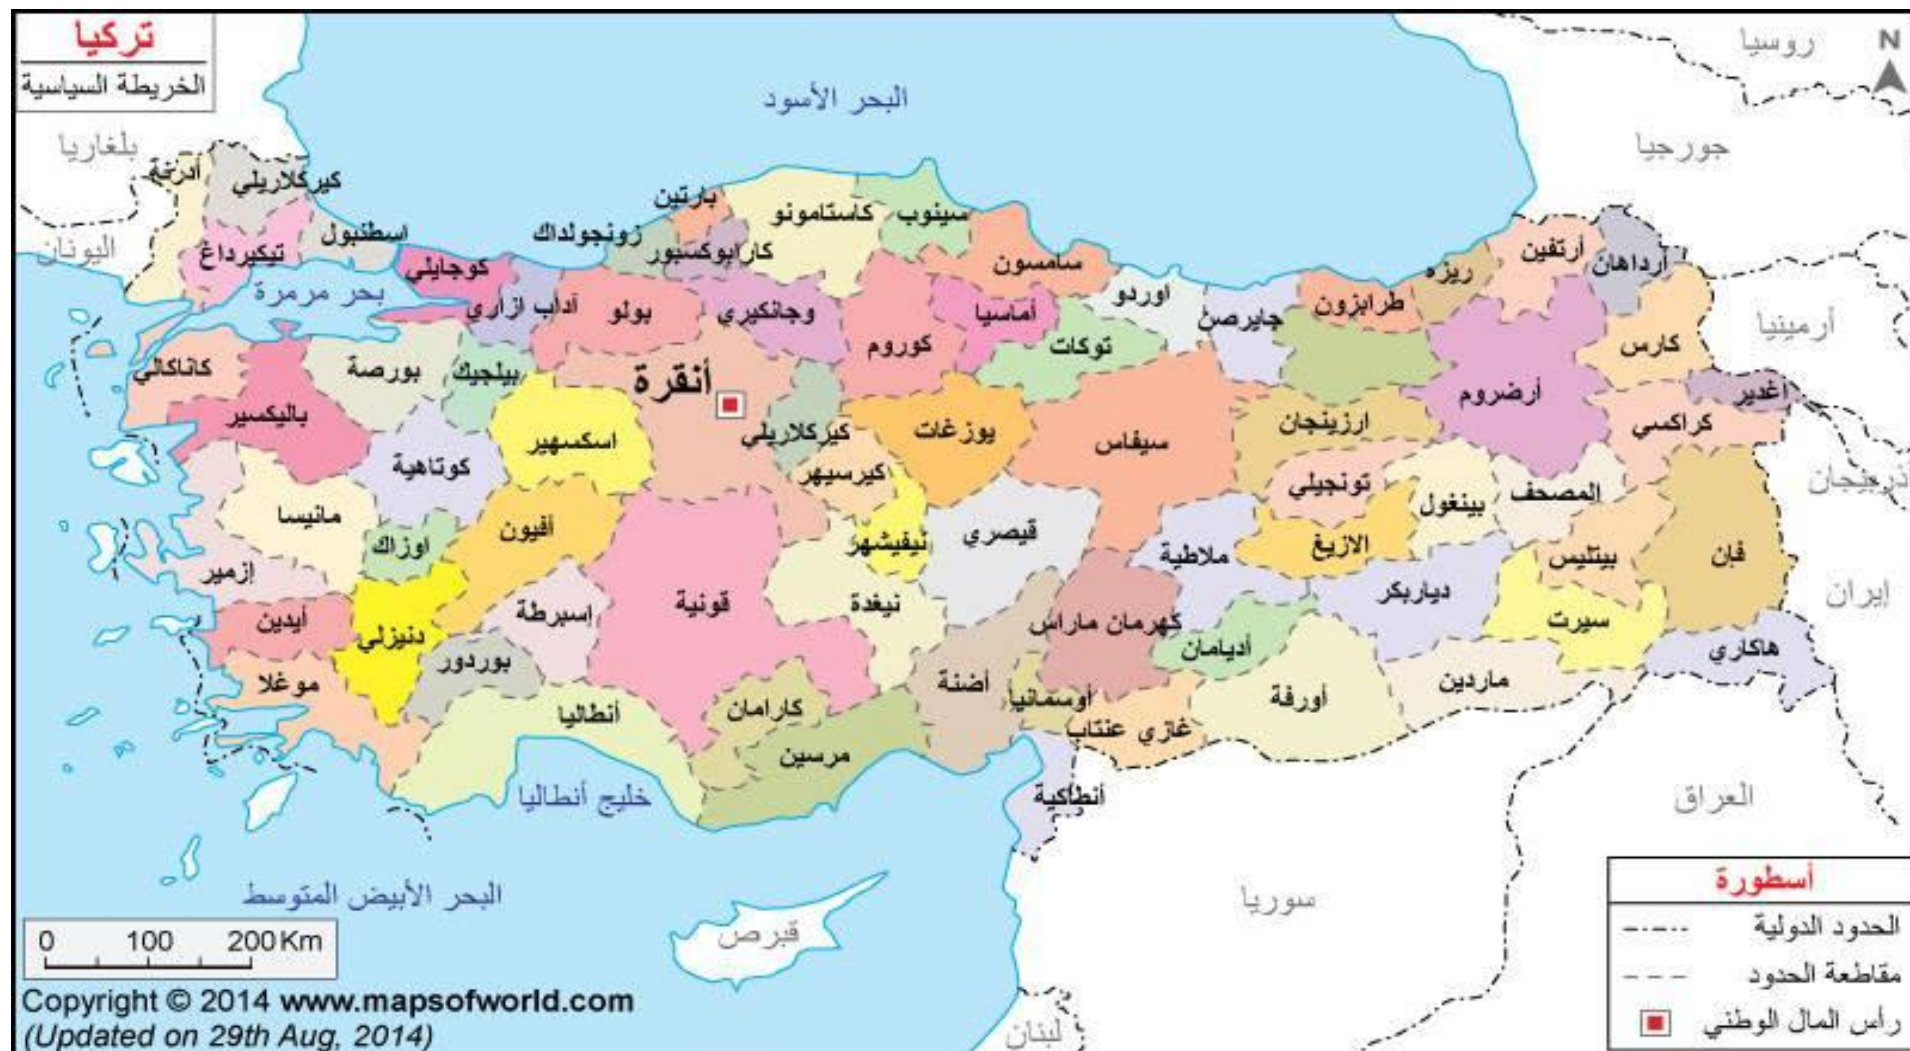 تركيا
الخريطة السياسية
N
روسيا
البحر الأسود
جورجيا
بلغاريا
اليونان
أرمينيا
أذربيجان
إيران
العراق
سوريا
لبنان
قبرص
بحر مرمرة
خليج أنطاليا
البحر الأبيض المتوسط
أدرنة
كيركلاريلي
تيكيرداغ
اسطنبول
كوجايلي
آداب ازاري
زونجولداك
بارتين
كارابوكسبور
كاستامونو
سينوب
سامسون
بولو
وجانكيري
كوروم
أماسيا
توكات
اوردو
جايرصن
طرابزون
ريزه
أرتفين
أرداهان
كارس
أغدير
كراكسي
أرضروم
ارزينجان
سيفاس
يوزغات
كيركلاريلي
أنقرة
اسكسهير
بيلجيك
بورصة
كاناكالي
باليكسير
كوتاهية
مانيسا
اوزاك
أفيون
كيرسيهر
نيفيشهر
قيصري
ملاطية
الازيغ
تونجيلي
بينغول
المصحف
بيتليس
فإن
إزمير
أيدين
دنيزلي
إسبرطة
قونية
نيغدة
كهرمان ماراس
أديامان
دياربكر
سيرت
هاكاري
موغلا
بوردور
أنطاليا
كارامان
مرسين
أضنة
أوسمانيا
غازي عنتاب
أورفة
ماردين
أنطاكية
0 100 200 Km
Copyright © 2014 www.mapsofworld.com
(Updated on 29th Aug, 2014)
أسطورة
الحدود الدولية
مقاطعة الحدود
رأس المال الوطني